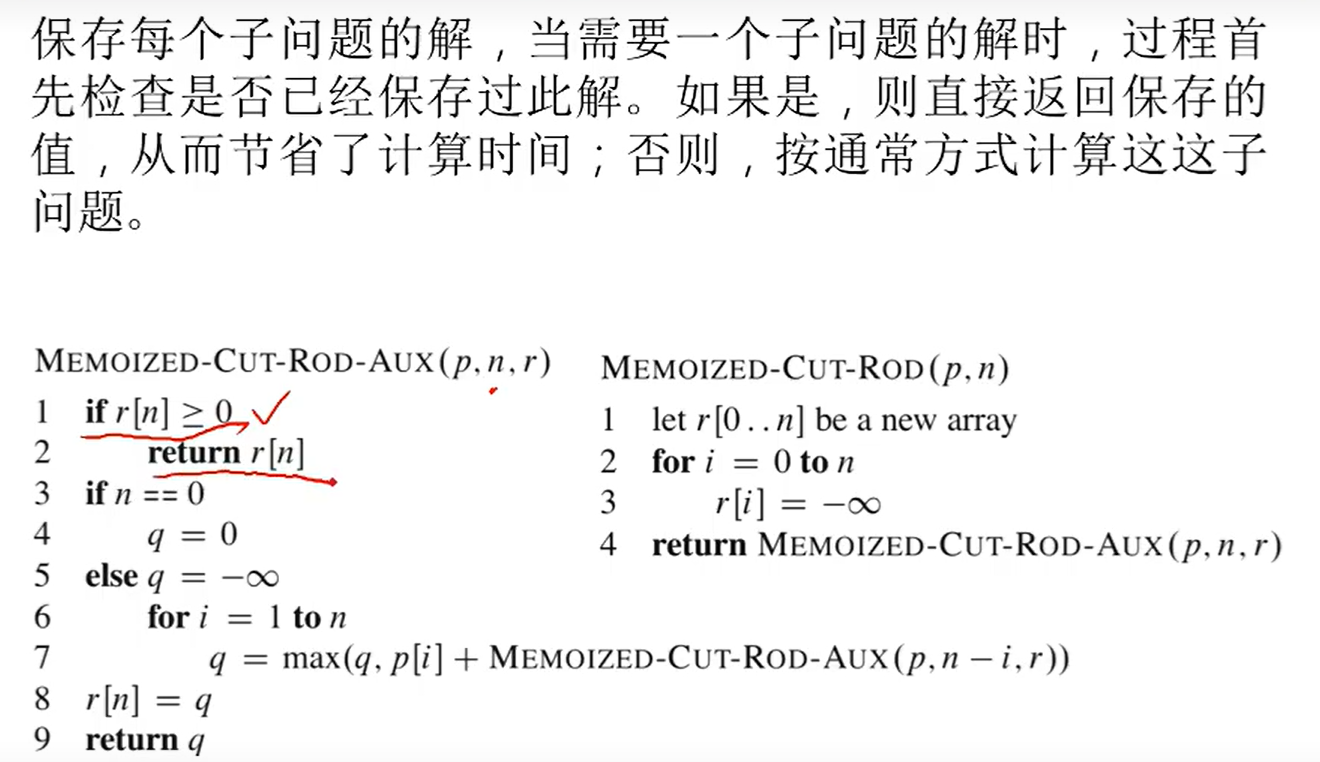 保存每个子问题的解，当需要一个子问题的解时，过程首
先检查是否已经保存过此解。如果是，则直接返回保存的
值，从而节省了计算时间；否则，按通常方式计算这这子
问题。
MEMOIZED-CUT-ROD-AUX(p, n, r)
1 if r[n] ≥ 0
2 return r[n]
3 if n == 0
4 q = 0
5 else q = −∞
6 for i = 1 to n
7 q = max(q, p[i] + MEMOIZED-CUT-ROD-AUX(p, n − i, r))
8 r[n] = q
9 return q
MEMOIZED-CUT-ROD(p, n)
1 let r[0..n] be a new array
2 for i = 0 to n
3 r[i] = −∞
4 return MEMOIZED-CUT-ROD-AUX(p, n, r)